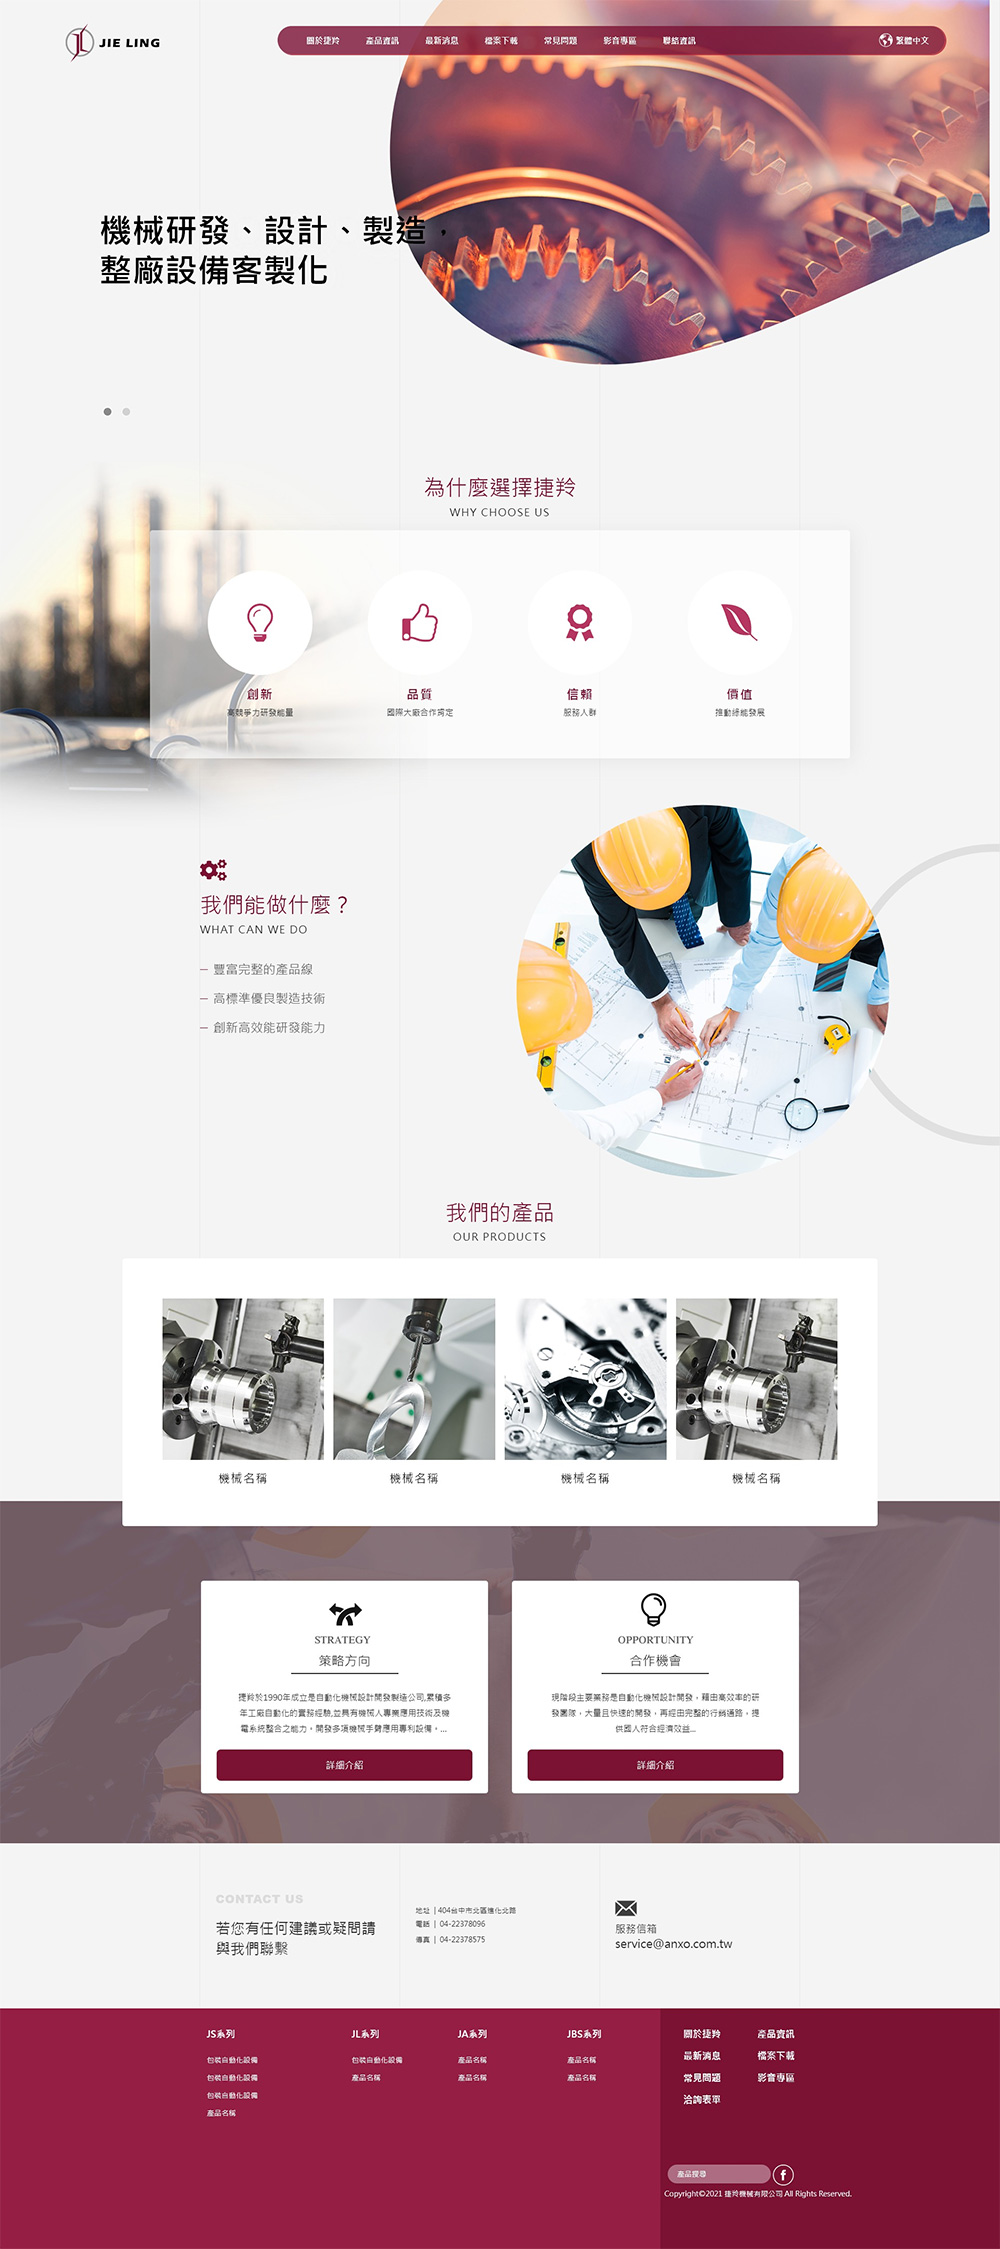 JIE LING
關於捷羚 產品資訊 最新消息 檔案下載 常見問題 影音專區 聯絡資訊 繁體中文
機械研發、設計、製造，
整廠設備客製化
為什麼選擇捷羚
WHY CHOOSE US
創新 品質 信賴 價值
高競爭力研發能量 國際大廠合作肯定 服務人群 推動綠能發展
我們能做什麼？
WHAT CAN WE DO
— 豐富完整的產品線
— 高標準優良製造技術
— 創新高效能研發能力
我們的產品
OUR PRODUCTS
機械名稱 機械名稱 機械名稱 機械名稱
STRATEGY
策略方向
捷羚於1990年成立是自動化機械設計開發製造公司,累積多
年工廠自動化的實務經驗,並具有機械人專業應用技術及機
電系統整合之能力，開發多項機械手臂應用專利設備，...
詳細介紹
OPPORTUNITY
合作機會
現階段主要業務是自動化機械設計開發，藉由高效率的研
發團隊，大量且快速的開發，再經由完整的行銷通路，提
供國人符合經濟效益...
詳細介紹
CONTACT US
若您有任何建議或疑問請
與我們聯繫
地址 | 404台中市北區進化北路
電話 | 04-22378096
傳真 | 04-22378575
服務信箱
service@anxo.com.tw
JS系列
包裝自動化設備
包裝自動化設備
包裝自動化設備
產品名稱
JL系列
包裝自動化設備
產品名稱
JA系列
產品名稱
產品名稱
JBS系列
產品名稱
產品名稱
關於捷羚 產品資訊
最新消息 檔案下載
常見問題 影音專區
洽詢表單
產品搜尋
Copyright©2021 捷羚機械有限公司 All Rights Reserved.